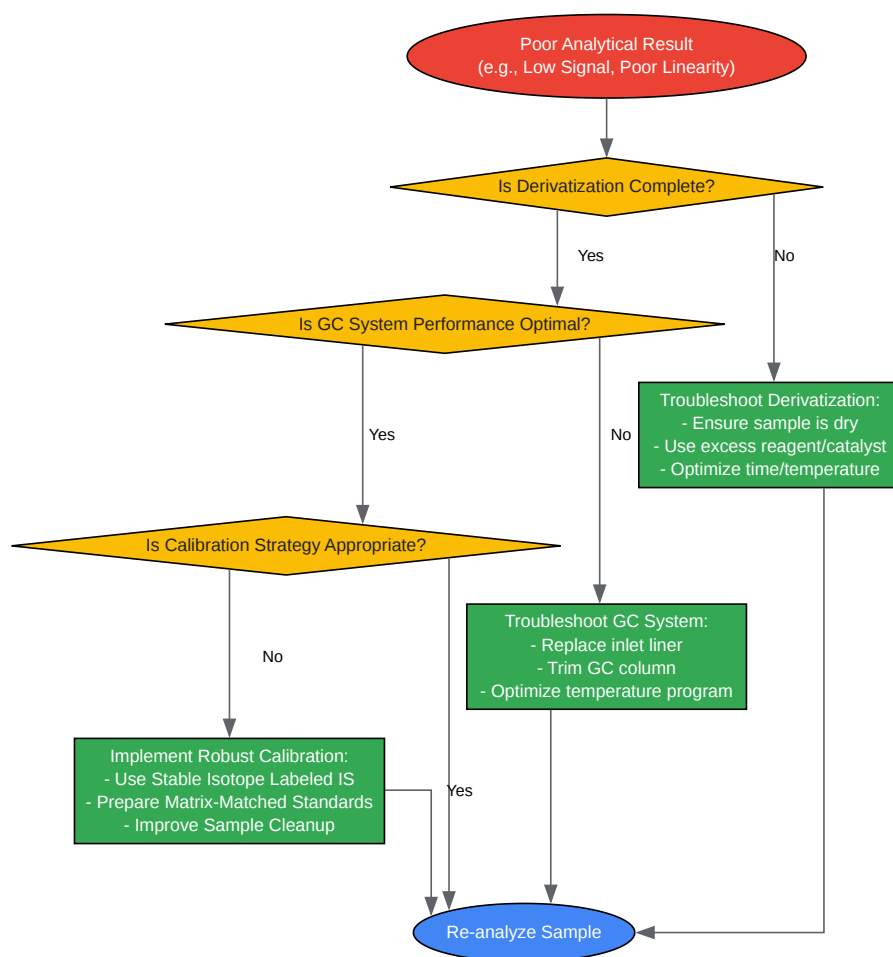 Poor Analytical Result
(e.g., Low Signal, Poor Linearity)
Is Derivatization Complete?
Yes
No
Is GC System Performance Optimal?
Troubleshoot Derivatization:
- Ensure sample is dry
- Use excess reagent/catalyst
- Optimize time/temperature
Yes
No
Is Calibration Strategy Appropriate?
Troubleshoot GC System:
- Replace inlet liner
- Trim GC column
- Optimize temperature program
No
Implement Robust Calibration:
- Use Stable Isotope Labeled IS
- Prepare Matrix-Matched Standards
- Improve Sample Cleanup
Yes
Re-analyze Sample